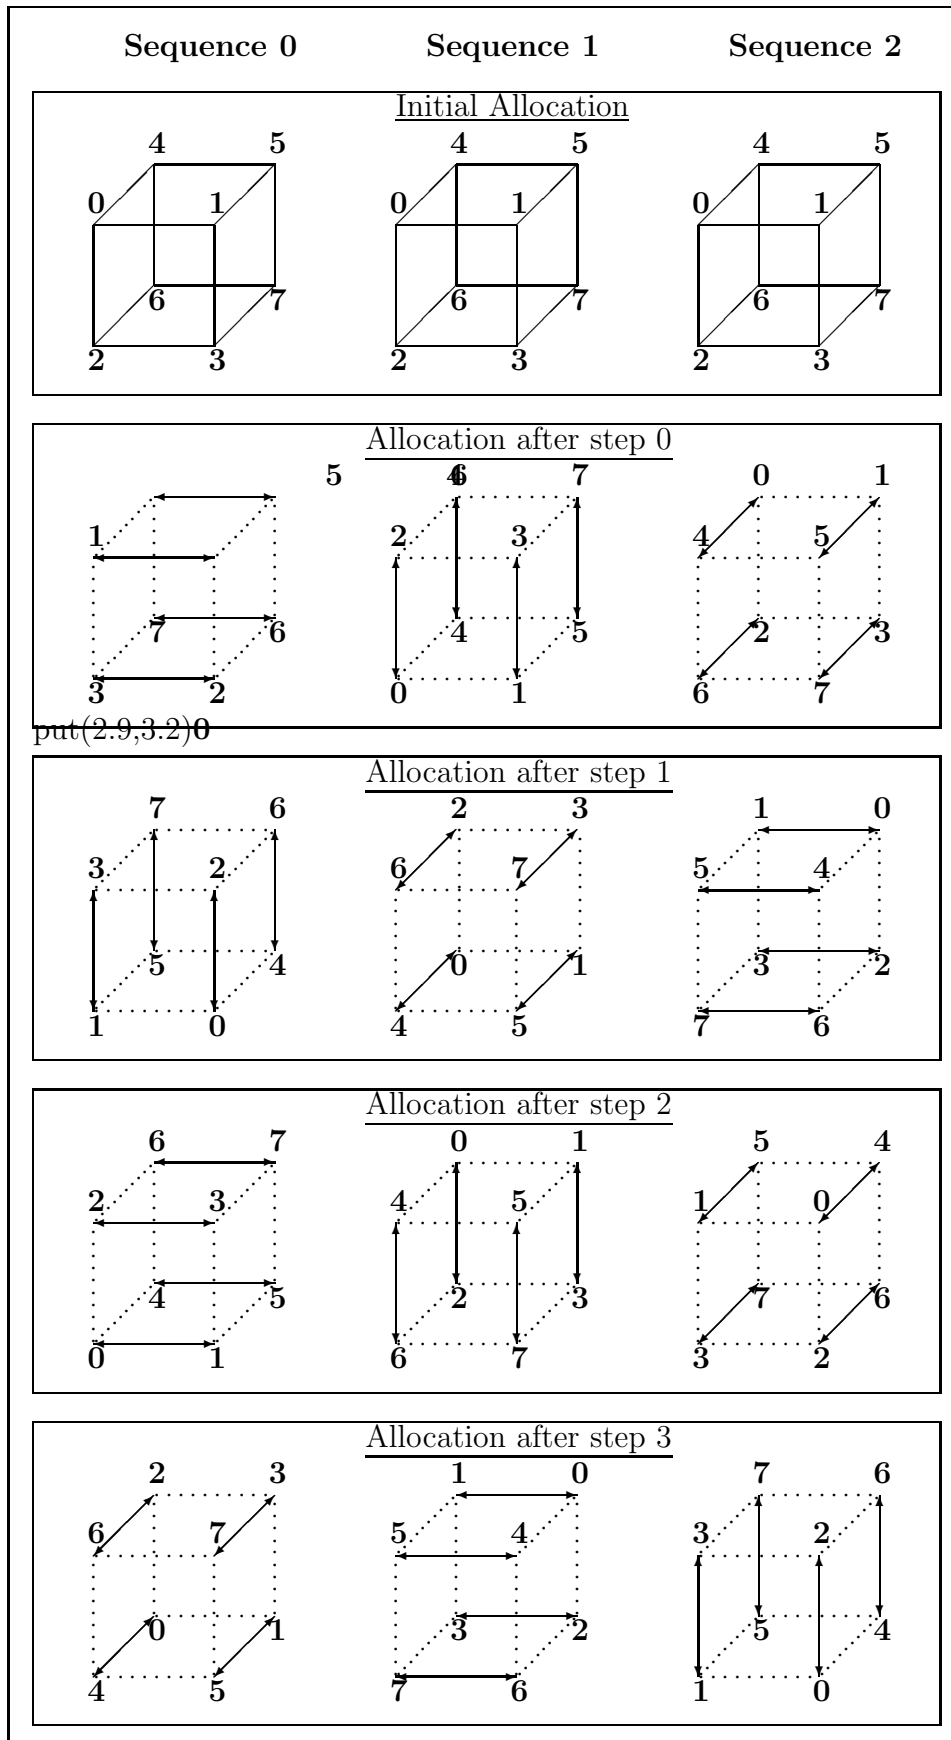 Sequence 0 Sequence 1 Sequence 2
Initial Allocation
4 5 4 5 4 5
0 1 0 1 0 1
6 7 6 7 6 7
2 3 2 3 2 3
Allocation after step 0
5 46 7 0 1
1 2 3 4 5
7 6 4 5 2 3
3 2 0 1 6 7
put(2.9,3.2)0
Allocation after step 1
7 6 2 3 1 0
3 2 6 7 5 4
5 4 0 1 3 2
1 0 4 5 7 6
Allocation after step 2
6 7 0 1 5 4
2 3 4 5 1 0
4 5 2 3 7 6
0 1 6 7 3 2
Allocation after step 3
2 3 1 0 7 6
6 7 5 4 3 2
0 1 3 2 5 4
4 5 7 6 1 0